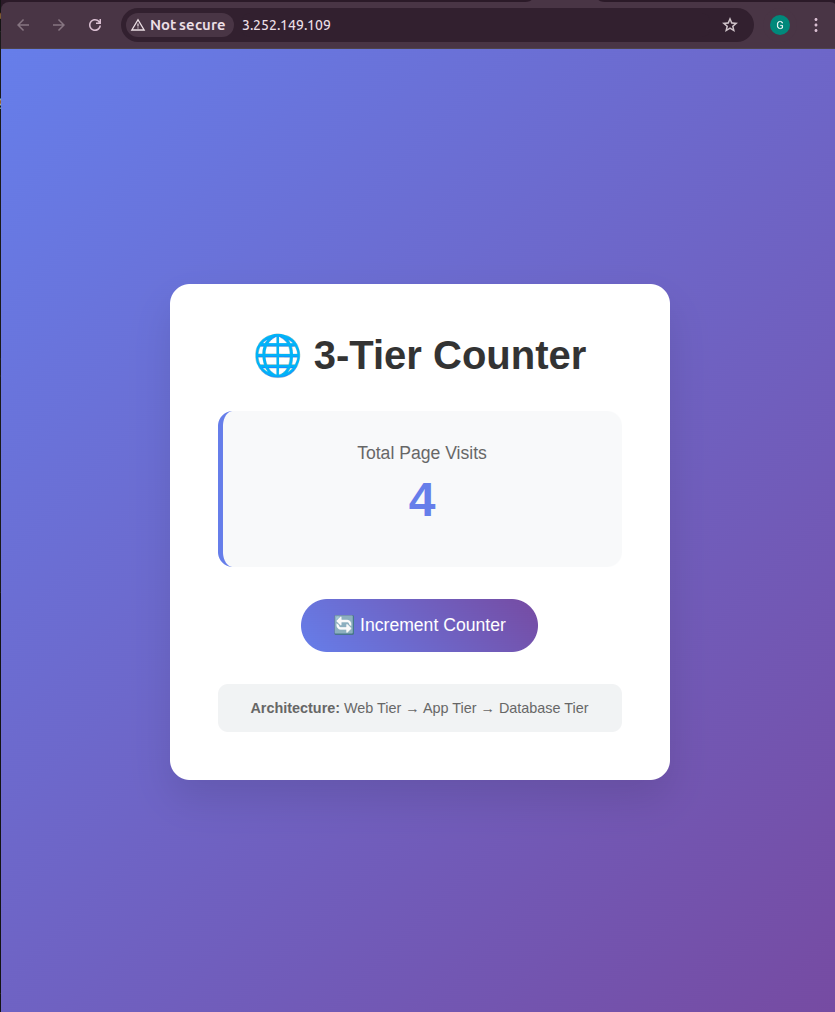 Not secure 3.252.149.109 G
3-Tier Counter
Total Page Visits
4
Increment Counter
Architecture: Web Tier → App Tier → Database Tier